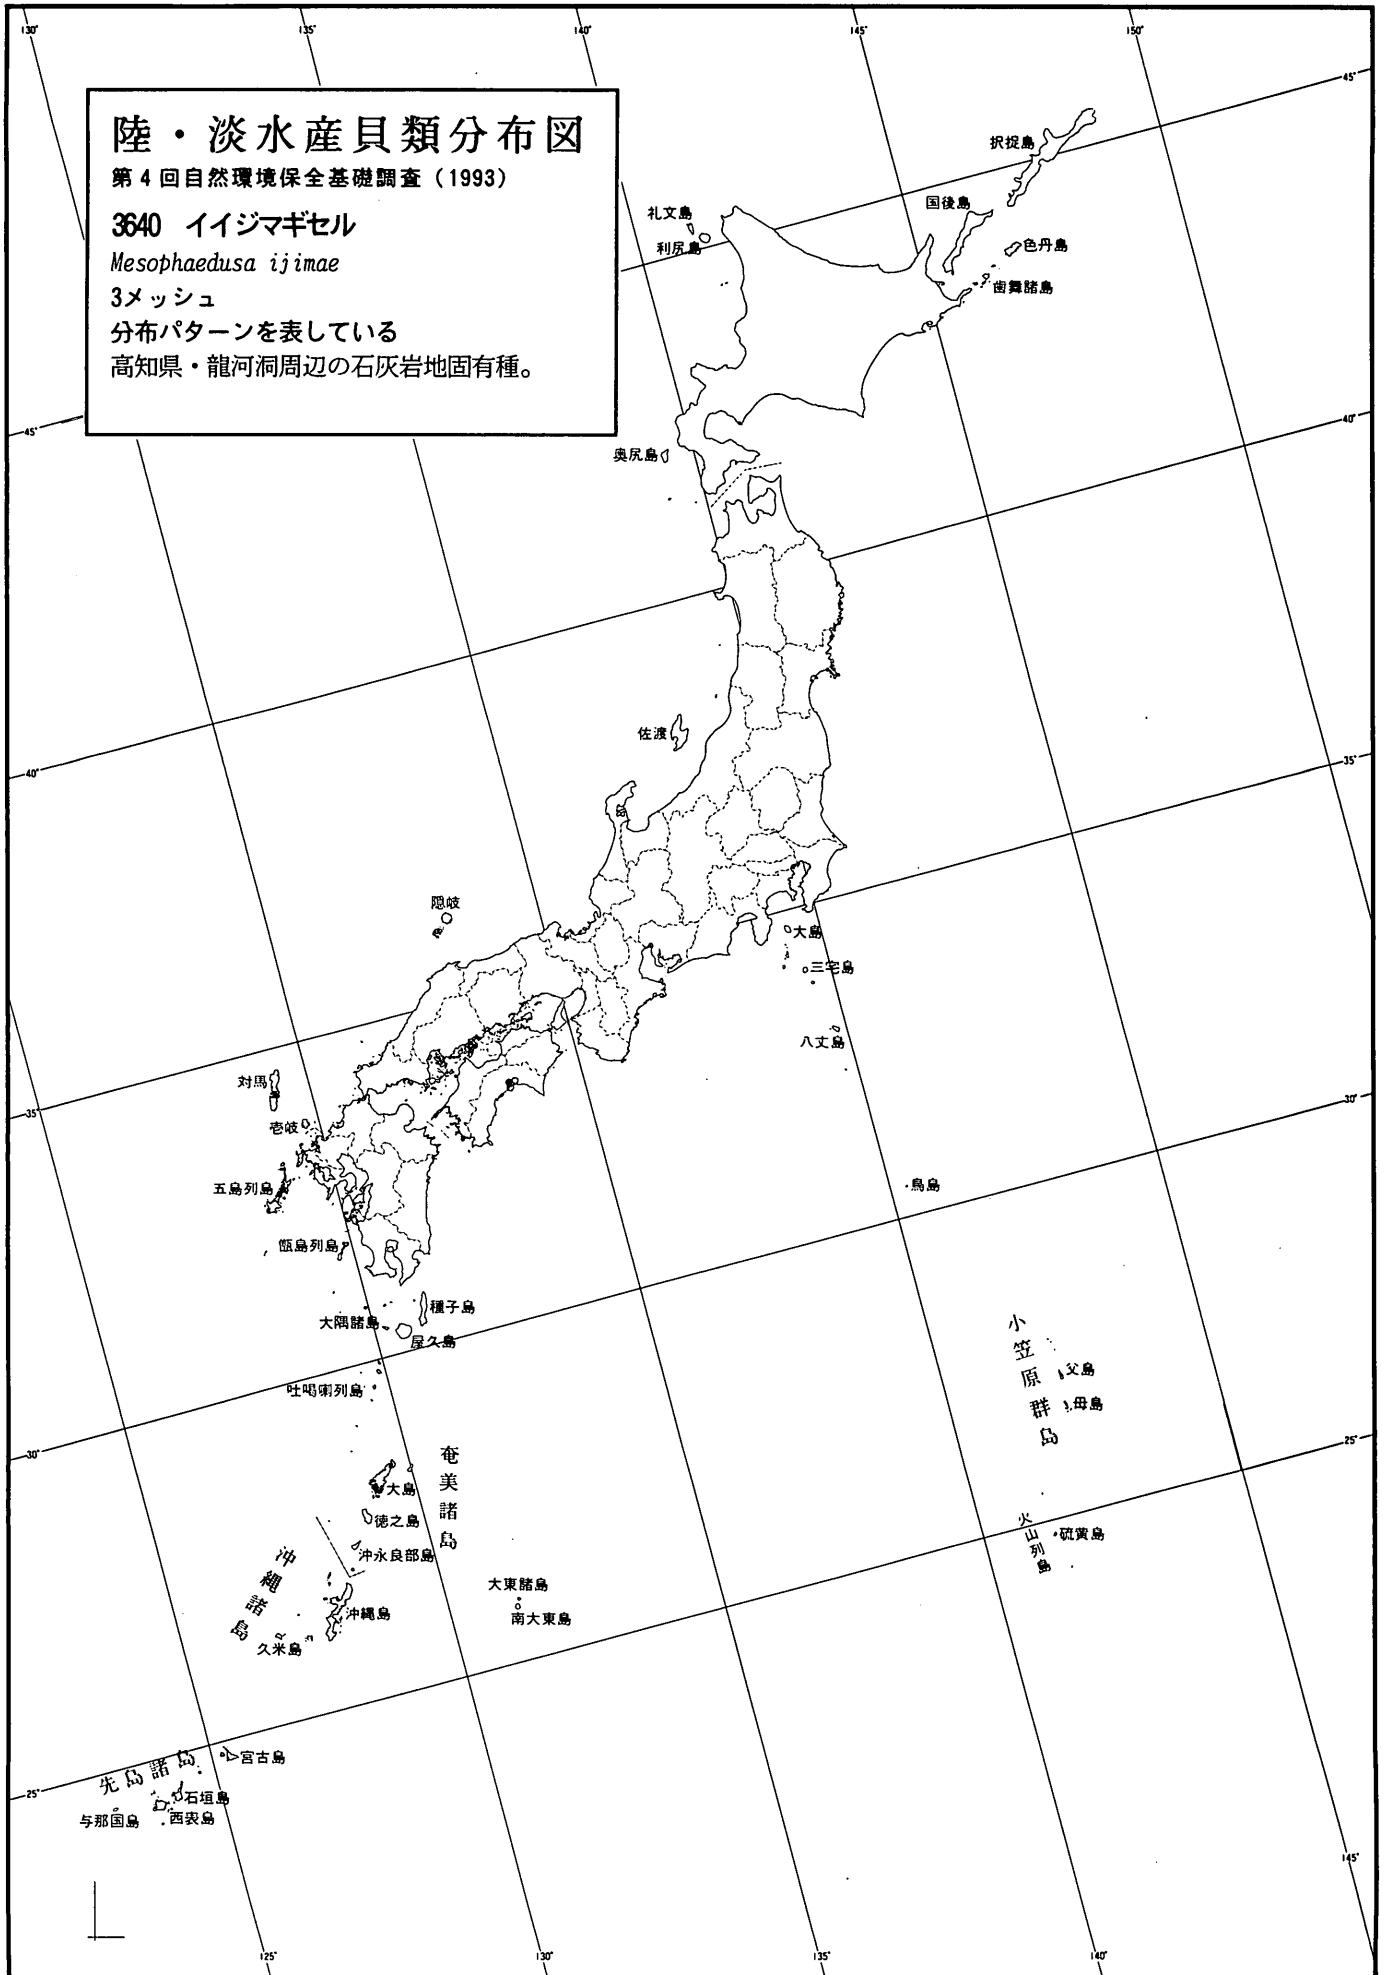 130°
135°
140°
145°
150°
45°
陸・淡水産貝類分布図
第4回自然環境保全基礎調査（1993）
3640 イイジマギセル
Mesophaedusa ijimae
3メッシュ
分布パターンを表している
高知県・龍河洞周辺の石灰岩地固有種。
択捉島
国後島
色丹島
歯舞諸島
礼文島
利尻島
45°
40°
奥尻島
佐渡
40°
35°
隠岐
大島
三宅島
八丈島
対馬
35°
壱岐
30°
五島列島
鳥島
甑島列島
種子島
大隅諸島
屋久島
吐噶喇列島
小笠原群島
父島
母島
30°
25°
奄美諸島
大島
徳之島
沖永良部島
火山列島
硫黄島
沖縄諸島
沖縄島
久米島
大東諸島
南大東島
先島諸島
宮古島
25°
石垣島
与那国島
西表島
145°
125°
130°
135°
140°